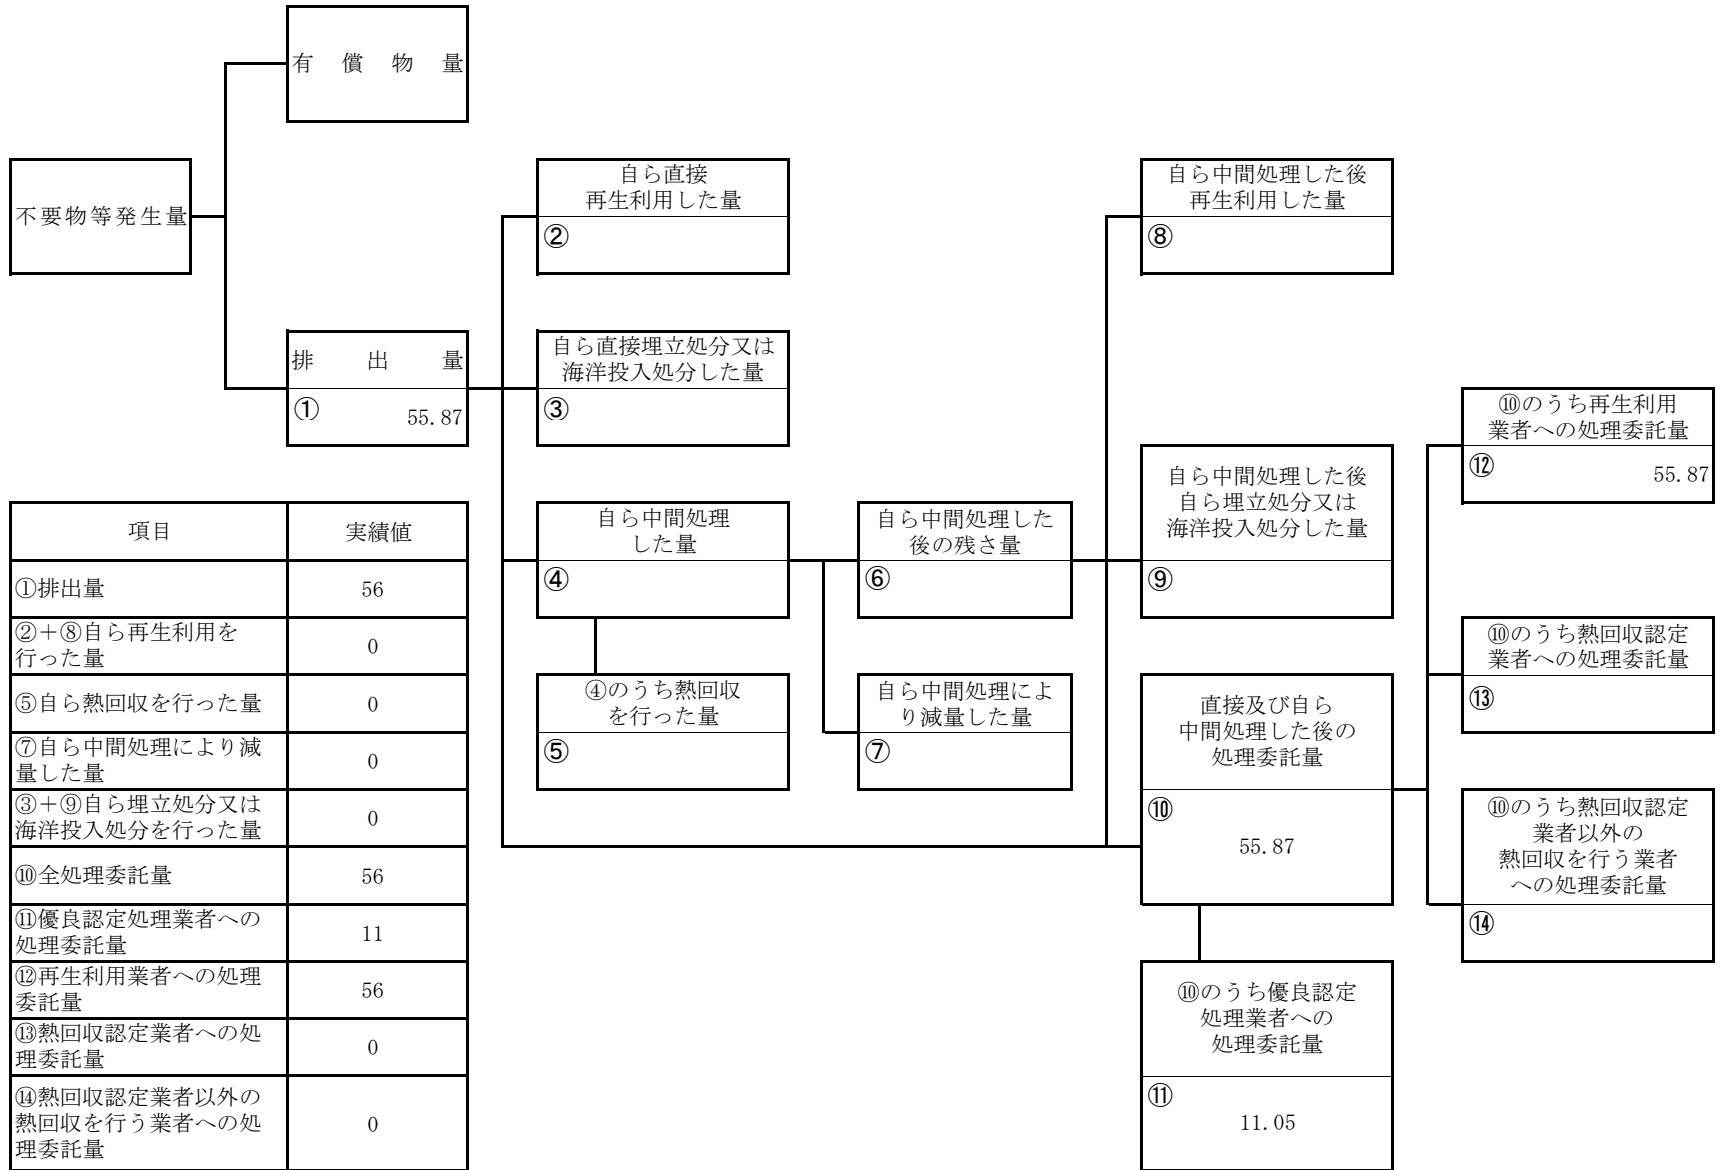 有償物量
不要物等発生量
排出量
①
55.87
自ら直接
再生利用した量
②
自ら直接埋立処分又は
海洋投入処分した量
③
自ら中間処理
した量
④
④のうち熱回収
を行った量
⑤
自ら中間処理した
後の残さ量
⑥
自ら中間処理によ
り減量した量
⑦
自ら中間処理した後
再生利用した量
⑧
自ら中間処理した後
自ら埋立処分又は
海洋投入処分した量
⑨
直接及び自ら
中間処理した後の
処理委託量
⑩
55.87
⑩のうち優良認定
処理業者への
処理委託量
⑪
11.05
⑩のうち再生利用
業者への処理委託量
⑫
55.87
⑩のうち熱回収認定
業者への処理委託量
⑬
⑩のうち熱回収認定
業者以外の
熱回収を行う業者
への処理委託量
⑭
項目 実績値
①排出量 56
②＋⑧自ら再生利用を
行った量 0
⑤自ら熱回収を行った量 0
⑦自ら中間処理により減
量した量 0
③＋⑨自ら埋立処分又は
海洋投入処分を行った量 0
⑩全処理委託量 56
⑪優良認定処理業者への
処理委託量 11
⑫再生利用業者への処理
委託量 56
⑬熱回収認定業者への処
理委託量 0
⑭熱回収認定業者以外の
熱回収を行う業者への処
理委託量 0